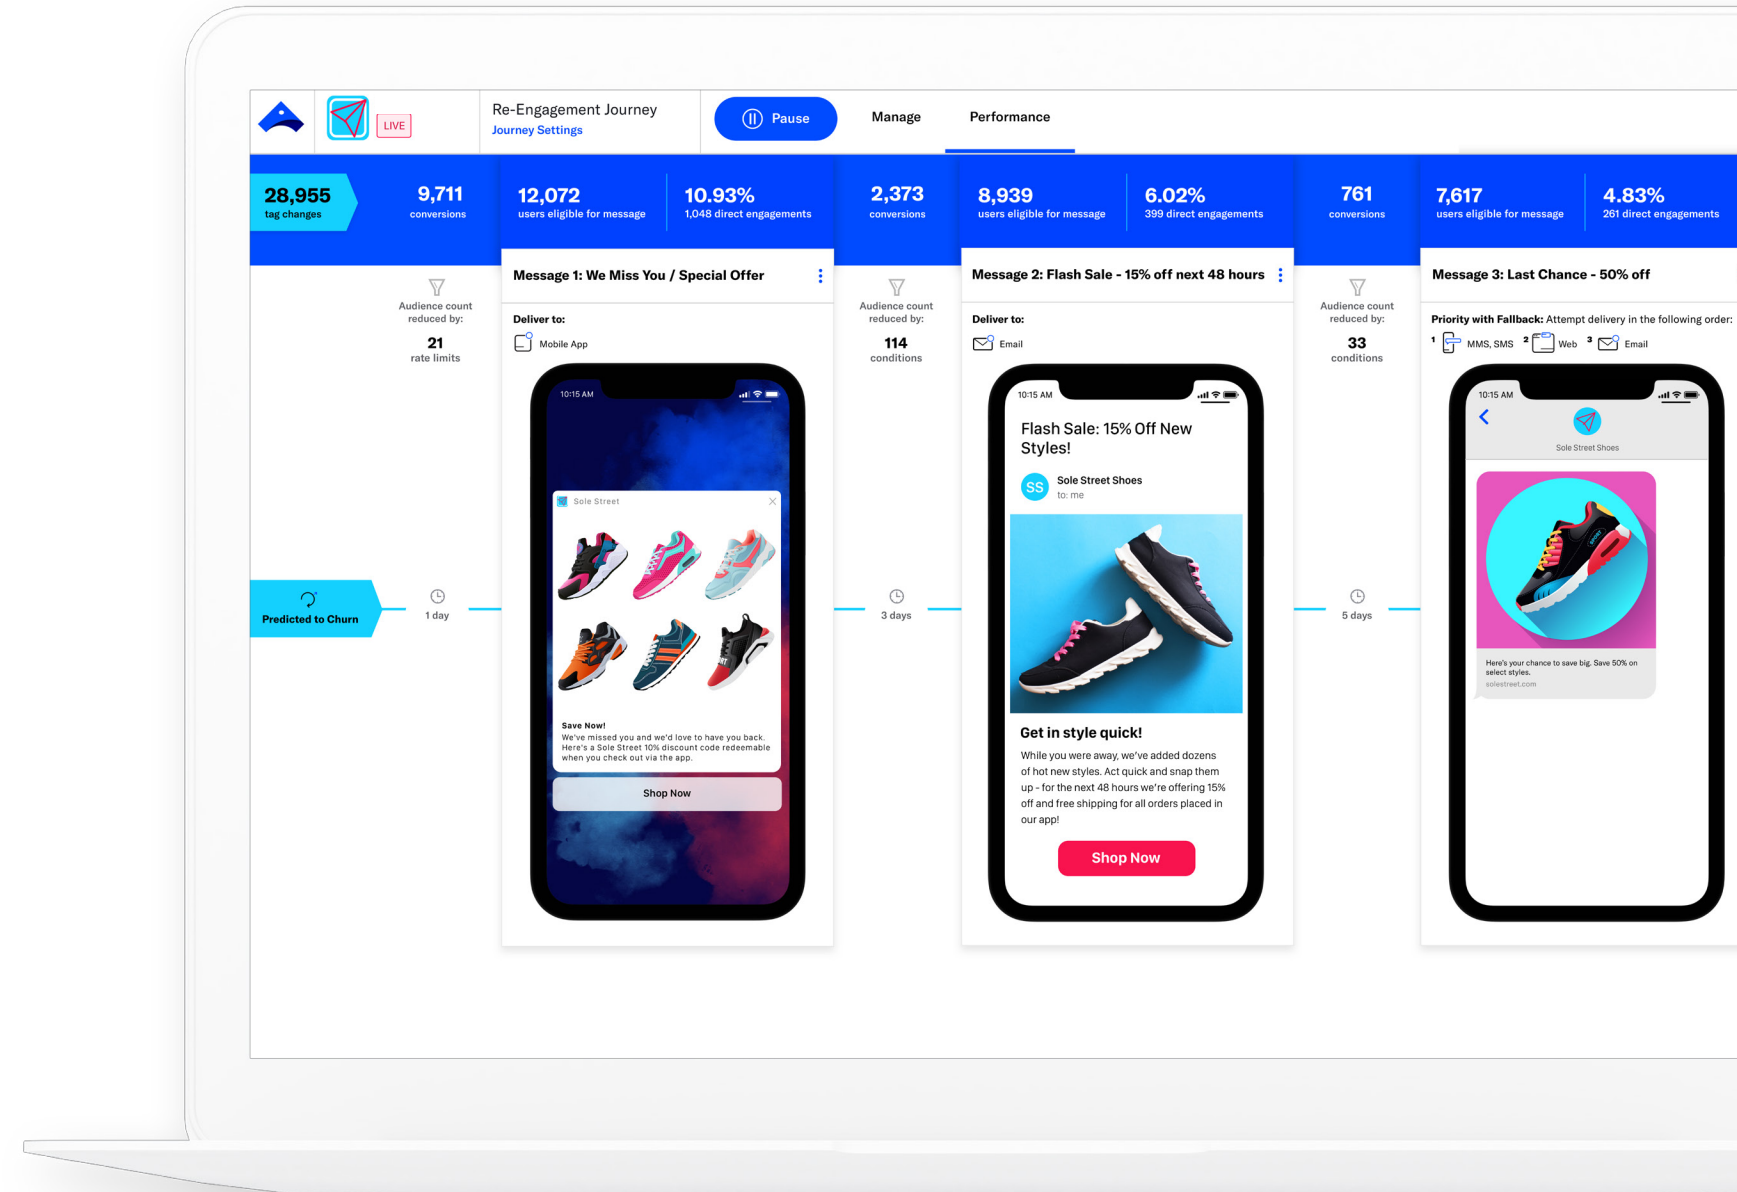 LIVE
Re-Engagement Journey
Journey Settings
Pause
Manage
Performance
28,955
tag changes
9,711
conversions
12,072
users eligible for message
10.93%
1,048 direct engagements
2,373
conversions
8,939
users eligible for message
6.02%
399 direct engagements
761
conversions
7,617
users eligible for message
4.83%
261 direct engagements
Predicted to Churn
Audience count
reduced by:
21
rate limits
1 day
Message 1: We Miss You / Special Offer
Deliver to:
Mobile App
10:15 AM
Sole Street
Save Now!
We've missed you and we'd love to have you back.
Here's a Sole Street 10% discount code redeemable
when you check out via the app.
Shop Now
Audience count
reduced by:
114
conditions
3 days
Message 2: Flash Sale - 15% off next 48 hours
Deliver to:
Email
10:15 AM
Flash Sale: 15% Off New
Styles!
SS
Sole Street Shoes
to: me
Get in style quick!
While you were away, we've added dozens
of hot new styles. Act quick and snap them
up - for the next 48 hours we're offering 15%
off and free shipping for all orders placed in
our app!
Shop Now
Audience count
reduced by:
33
conditions
5 days
Message 3: Last Chance - 50% off
Priority with Fallback: Attempt delivery in the following order:
1 MMS, SMS 2 Web 3 Email
10:15 AM
Sole Street Shoes
SPORT
Here's your chance to save big. Save 50% on
select styles.
solestreet.com